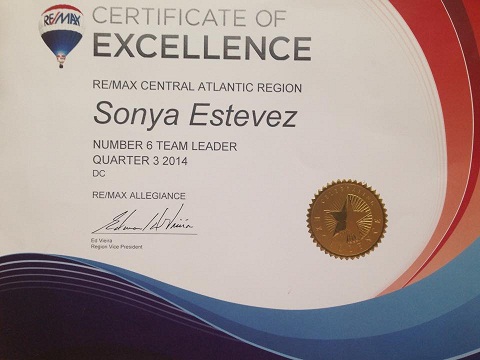 RE/MAX
CERTIFICATE OF
EXCELLENCE
RE/MAX CENTRAL ATLANTIC REGION
Sonya Estevez
NUMBER 6 TEAM LEADER
QUARTER 3 2014
DC
RE/MAX ALLEGIANCE
Ed Vierra
Region Vice President